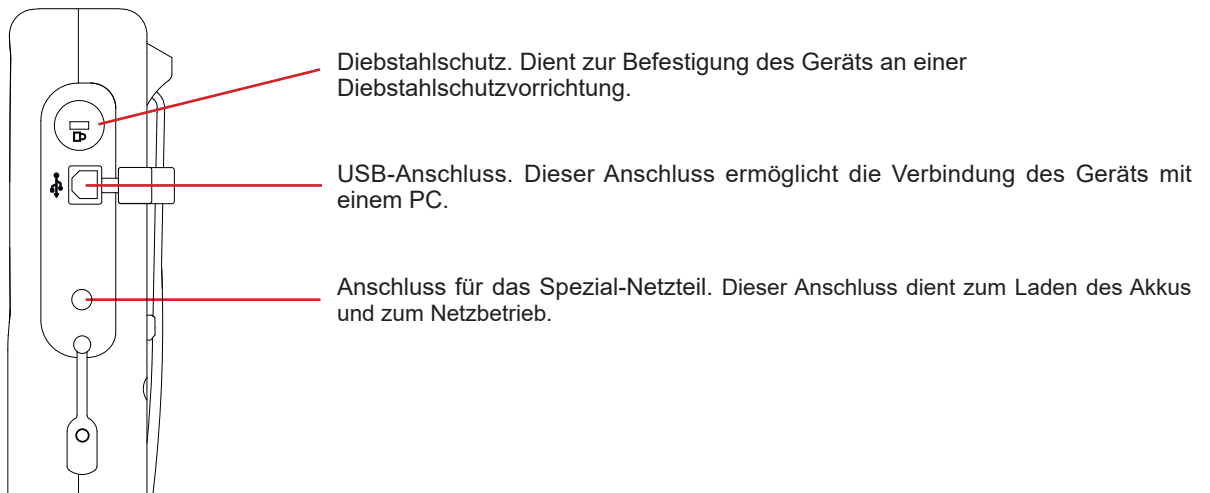 Diebstahlschutz. Dient zur Befestigung des Geräts an einer
Diebstahlschutzvorrichtung.
USB-Anschluss. Dieser Anschluss ermöglicht die Verbindung des Geräts mit
einem PC.
Anschluss für das Spezial-Netzteil. Dieser Anschluss dient zum Laden des Akkus
und zum Netzbetrieb.